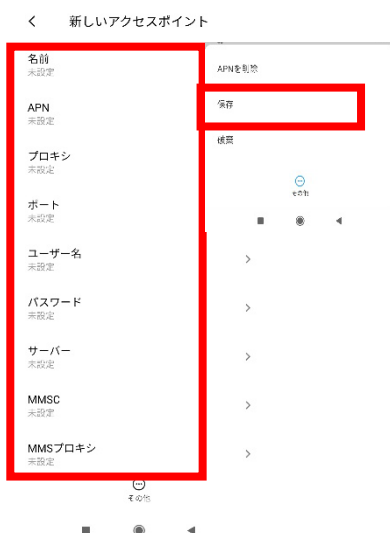 新しいアクセスポイント
名前
未設定
APN
未設定
プロキシ
未設定
ポート
未設定
ユーザー名
未設定
パスワード
未設定
サーバー
未設定
MMSC
未設定
MMSプロキシ
未設定
その他
APNを削除
保存
破棄
その他